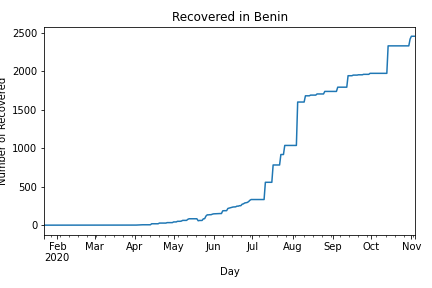 Recovered in Benin
Number of Recovered
2500
2000
1500
1000
500
0
Feb Mar Apr May Jun Jul Aug Sep Oct Nov
2020
Day